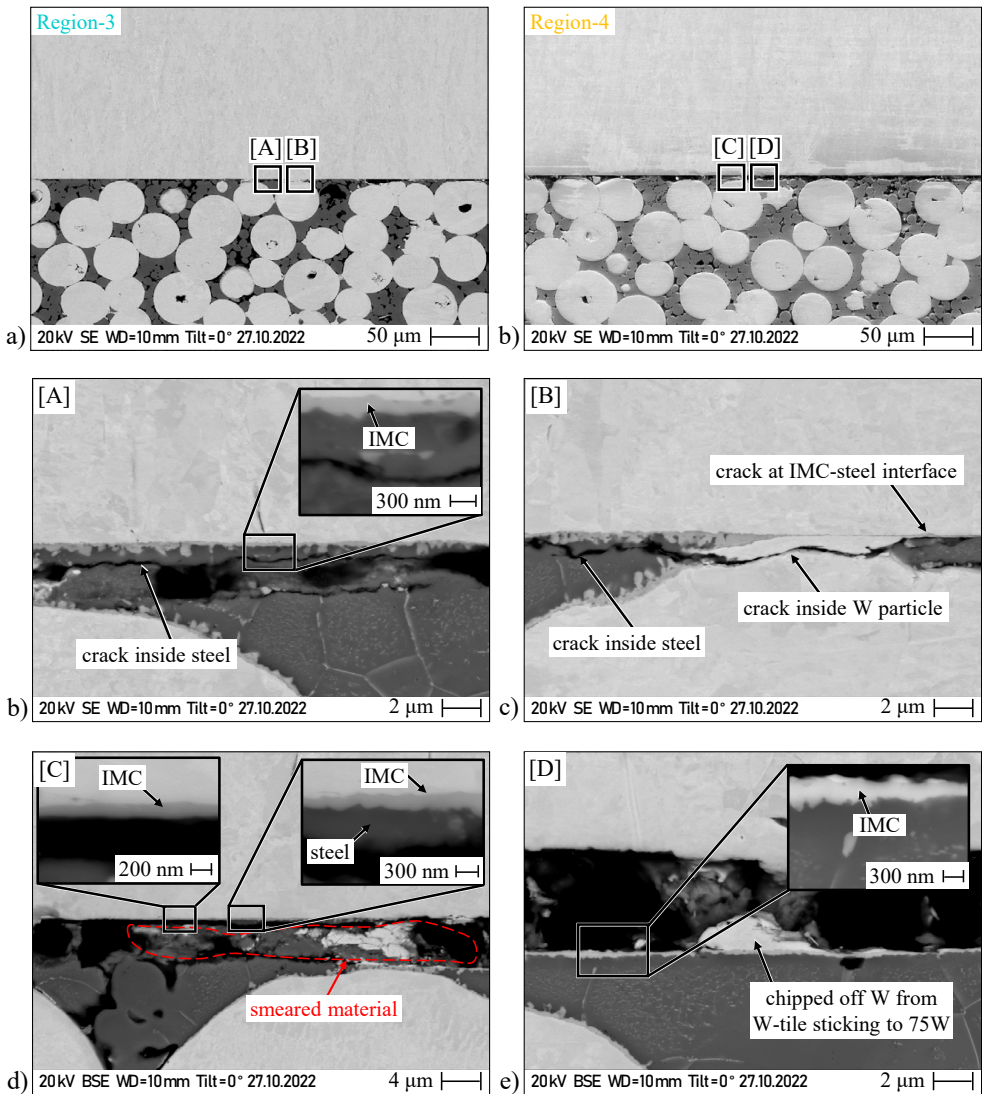 Region-3
[A] [B]
a) 20kV SE WD=10mm Tilt=0° 27.10.2022 50 µm
Region-4
[C] [D]
b) 20kV SE WD=10mm Tilt=0° 27.10.2022 50 µm
[A]
IMC
300 nm
crack inside steel
b) 20kV SE WD=10mm Tilt=0° 27.10.2022 2 µm
[B]
crack at IMC-steel interface
crack inside W particle
crack inside steel
c) 20kV SE WD=10mm Tilt=0° 27.10.2022 2 µm
[C]
IMC
200 nm
IMC
steel
300 nm
smeared material
d) 20kV BSE WD=10mm Tilt=0° 27.10.2022 4 µm
[D]
IMC
300 nm
chipped off W from
W-tile sticking to 75W
e) 20kV BSE WD=10mm Tilt=0° 27.10.2022 2 µm